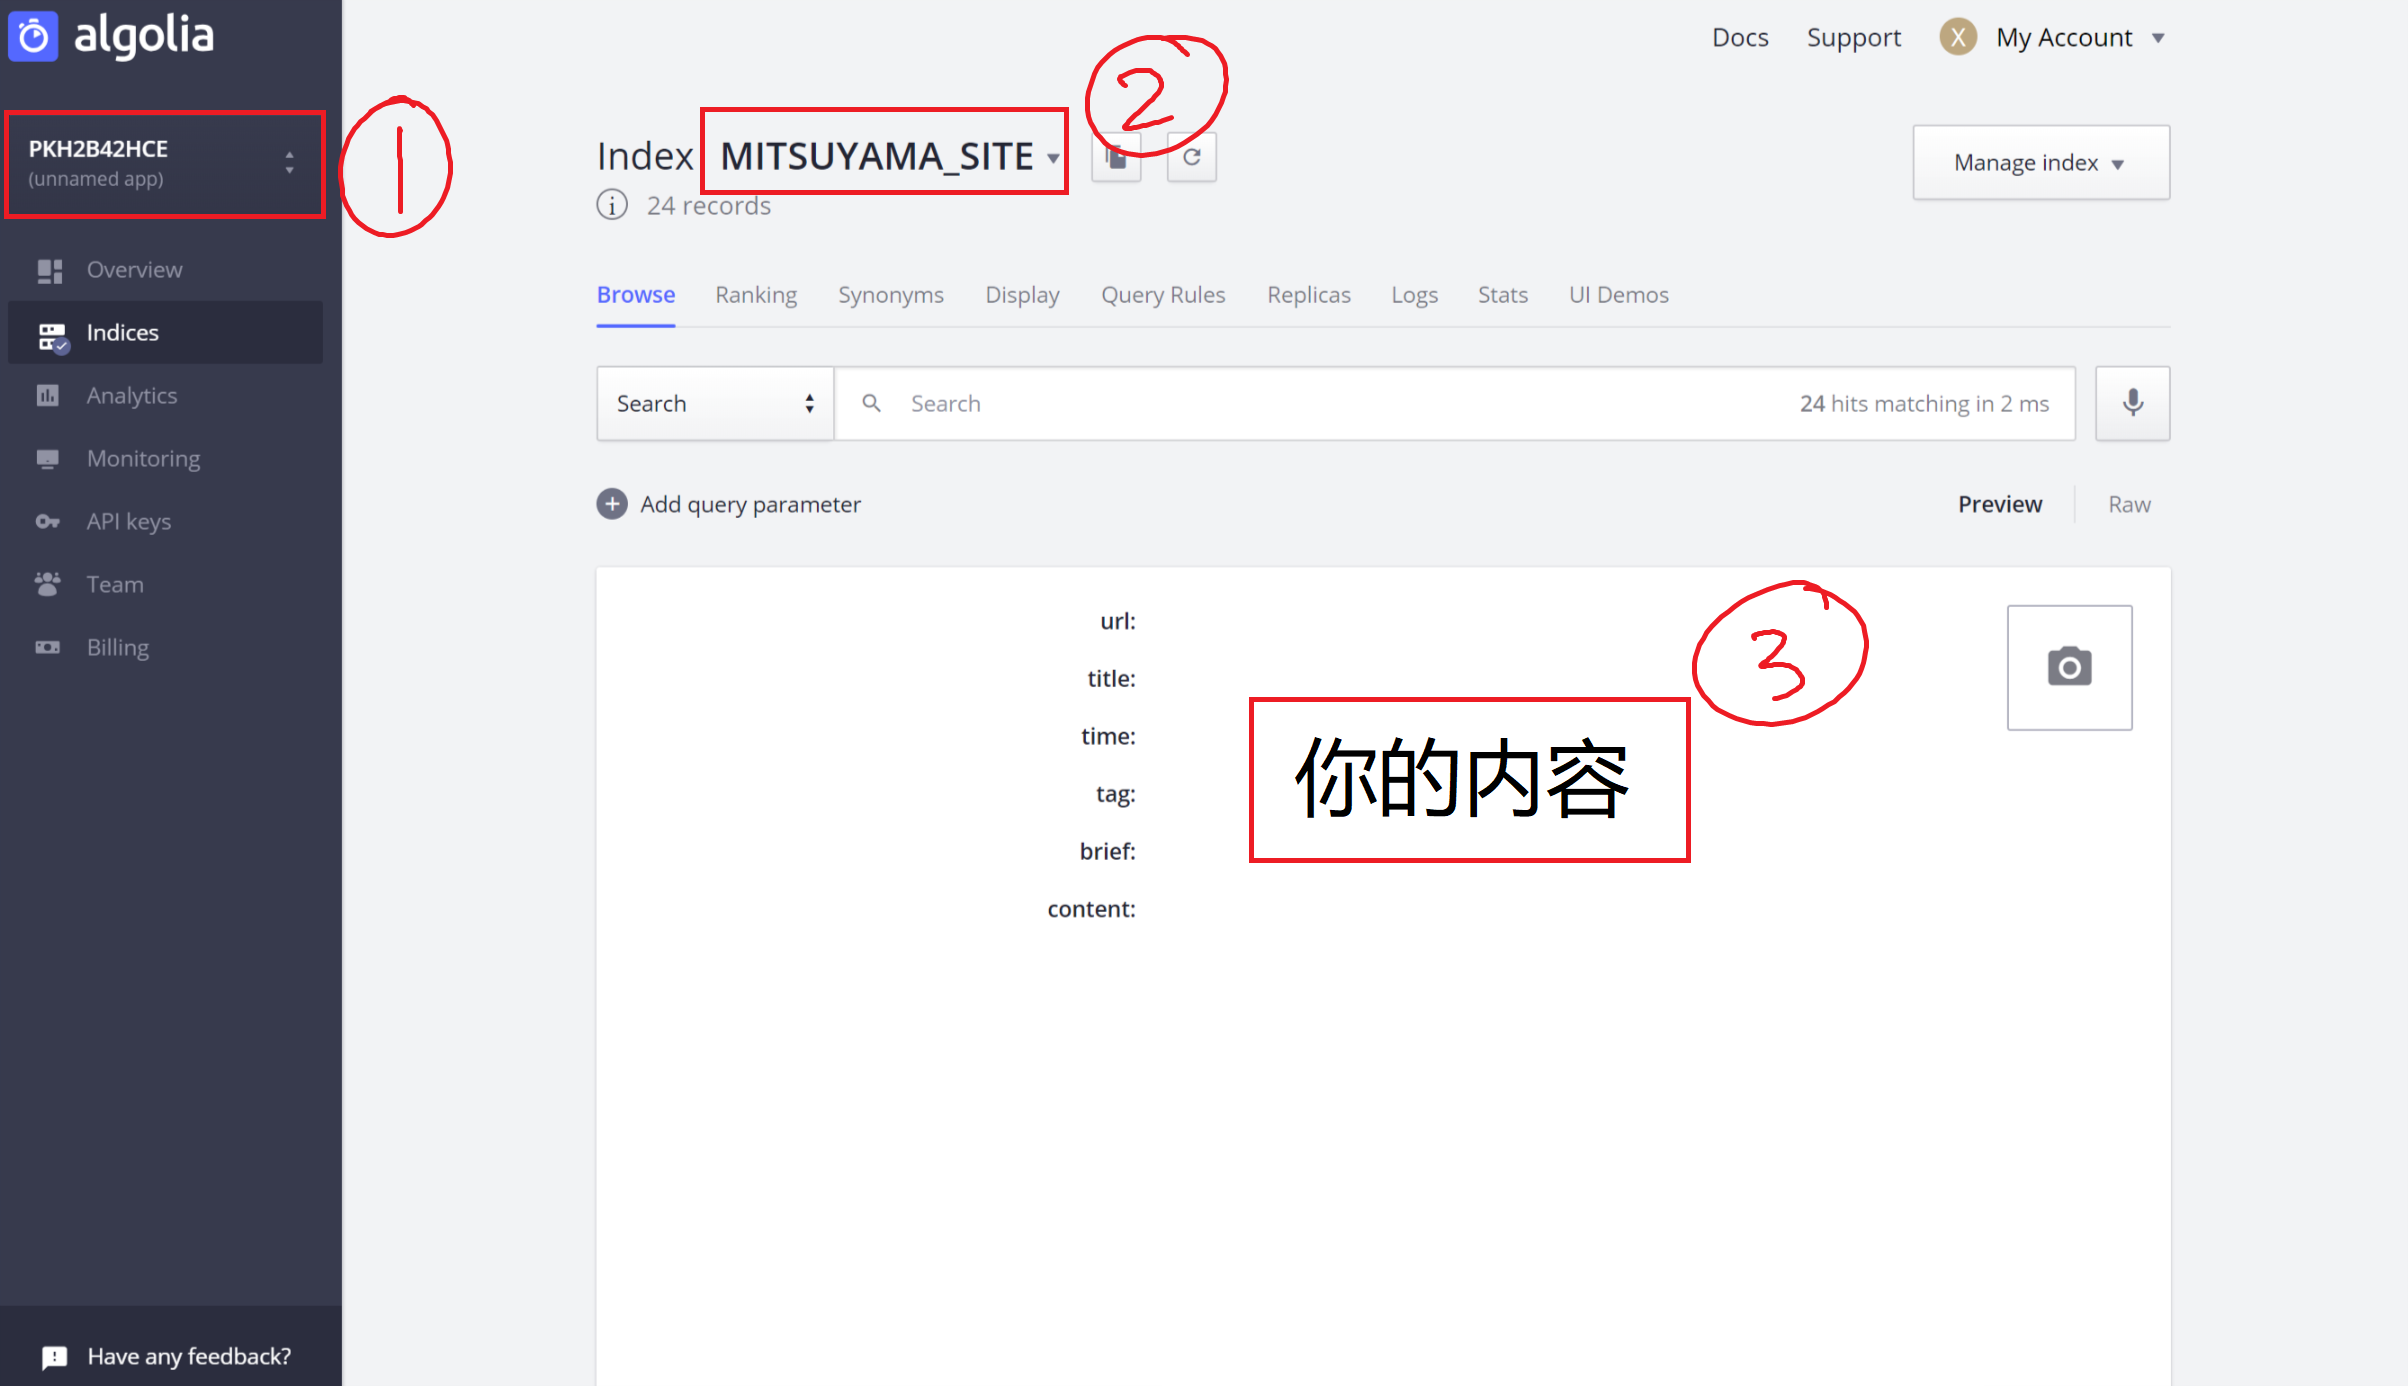 algolia
Docs Support X My Account
PKH2B42HCE
(unnamed app)
1
2
Index MITSUYAMA_SITE
24 records
Manage index
Overview
Indices
Analytics
Monitoring
API keys
Team
Billing
Browse Ranking Synonyms Display Query Rules Replicas Logs Stats UI Demos
Search Search 24 hits matching in 2 ms
Add query parameter Preview Raw
url:
title:
time:
tag:
brief:
content:
3
你的内容
Have any feedback?